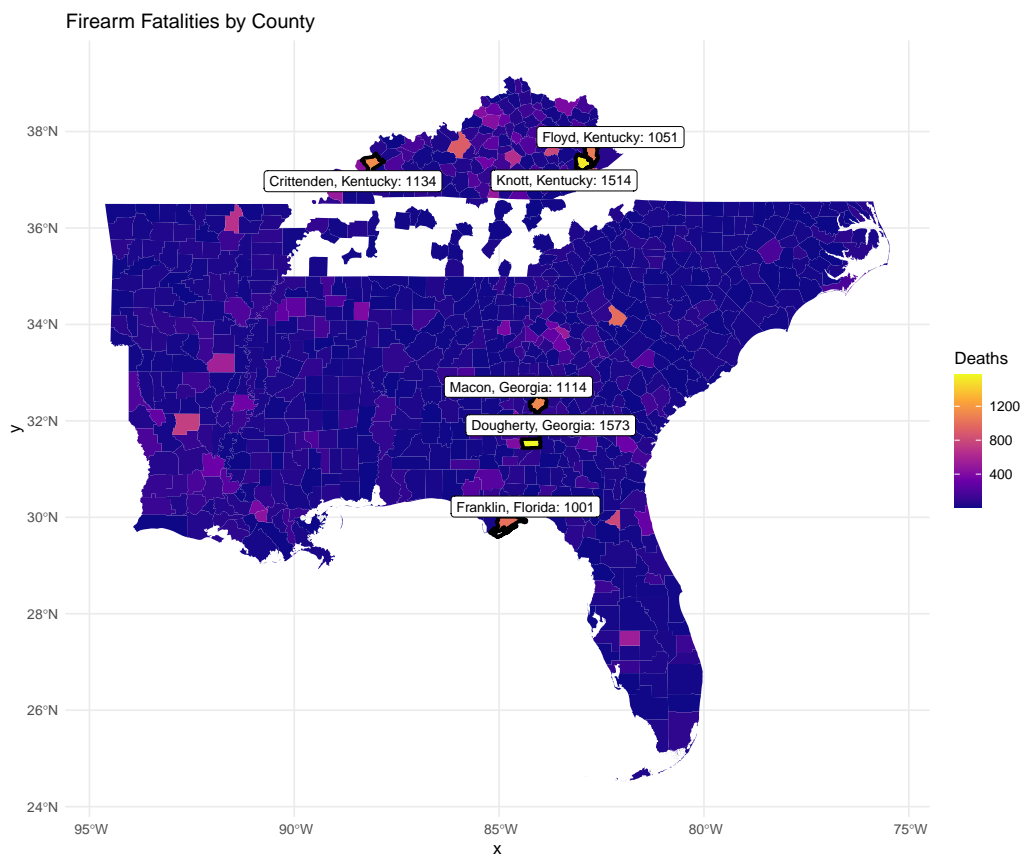 Firearm Fatalities by County
38°N
36°N
34°N
32°N
30°N
28°N
26°N
24°N
y
Floyd, Kentucky: 1051
Crittenden, Kentucky: 1134
Knott, Kentucky: 1514
Macon, Georgia: 1114
Dougherty, Georgia: 1573
Franklin, Florida: 1001
95°W
90°W
85°W
80°W
75°W
x
Deaths
1200
800
400